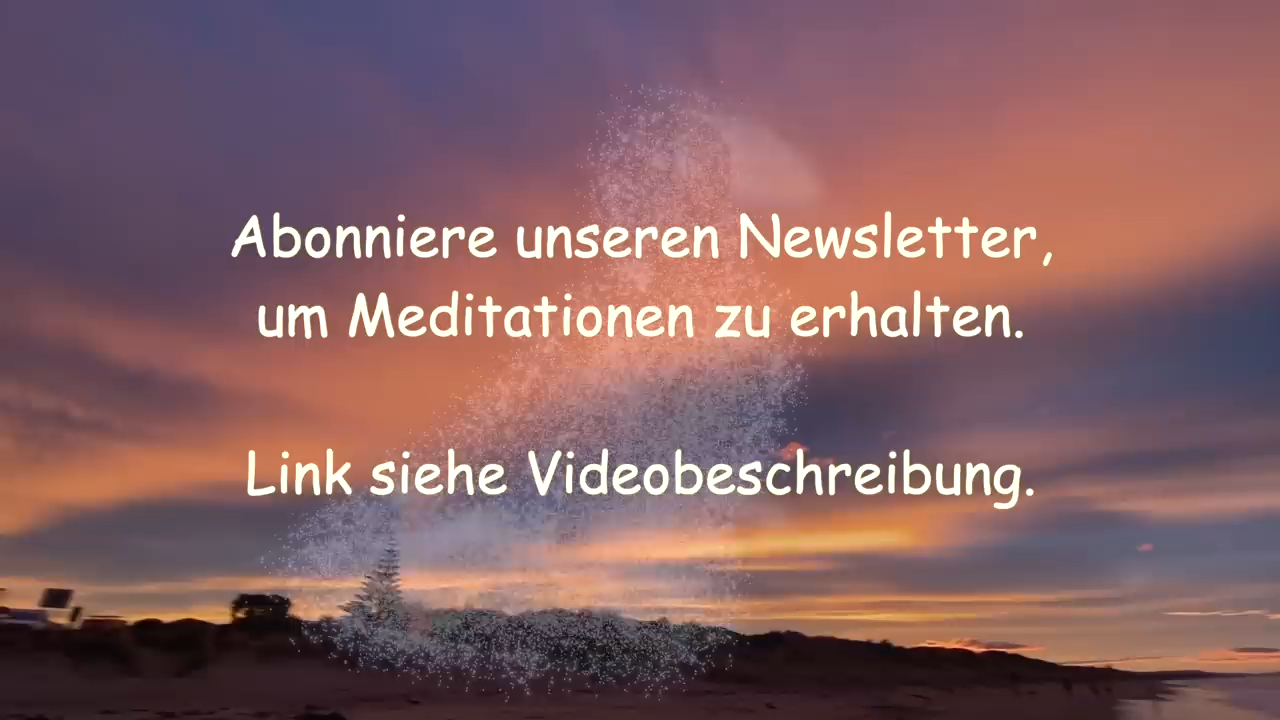 Abonniere unseren Newsletter,
um Meditationen zu erhalten.
Link siehe Videobeschreibung.